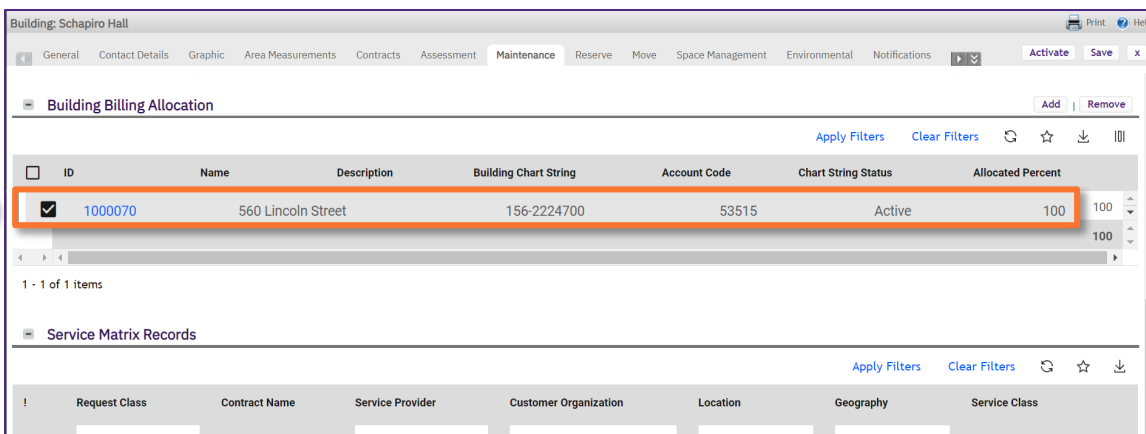 Building: Schapiro Hall Print Hel
General Contact Details Graphic Area Measurements Contracts Assessment Maintenance Reserve Move Space Management Environmental Notifications Activate Save x
Building Billing Allocation Add | Remove
Apply Filters Clear Filters
ID Name Description Building Chart String Account Code Chart String Status Allocated Percent
1000070 560 Lincoln Street 156-2224700 53515 Active 100 100
100
1 - 1 of 1 items
Service Matrix Records
Apply Filters Clear Filters
! Request Class Contract Name Service Provider Customer Organization Location Geography Service Class